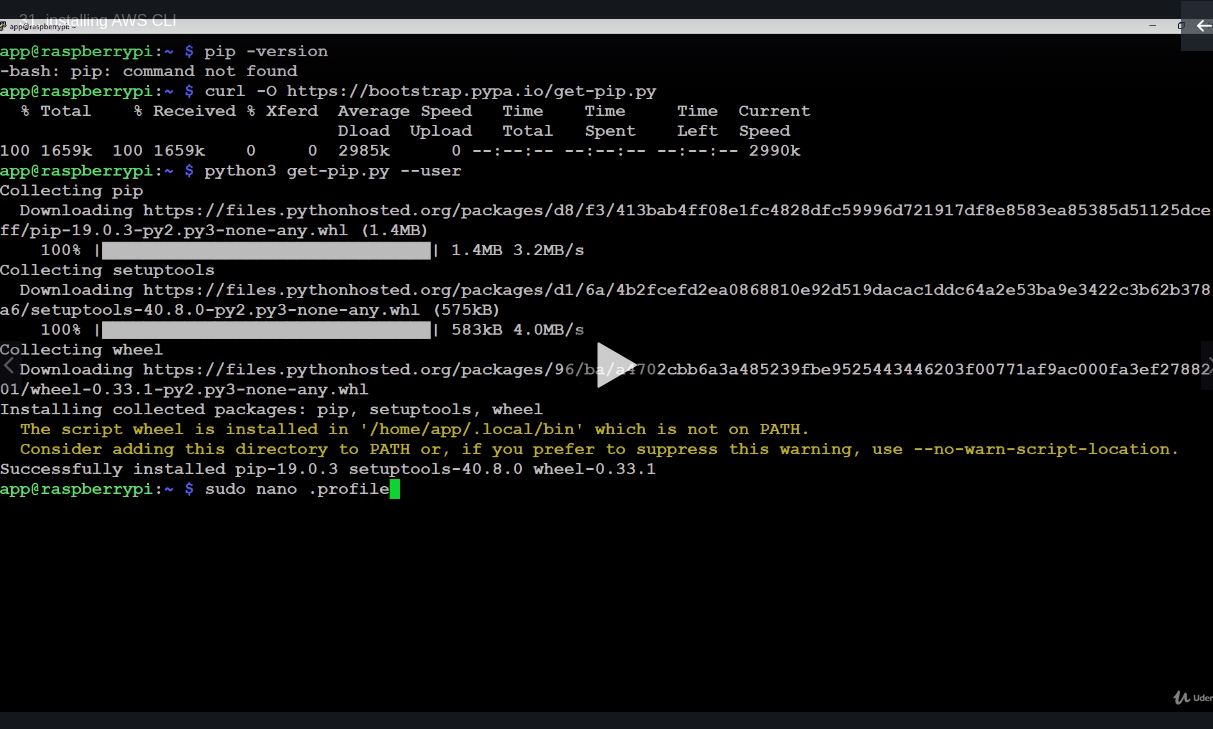 31. installing AWS CLI
app@raspberrypi: ~
app@raspberrypi:~ $ pip -version
-bash: pip: command not found
app@raspberrypi:~ $ curl -O https://bootstrap.pypa.io/get-pip.py
% Total % Received % Xferd Average Speed Time Time Time Current
Dload Upload Total Spent Left Speed
100 1659k 100 1659k 0 0 2985k 0 --:--:-- --:--:-- --:--:-- 2990k
app@raspberrypi:~ $ python3 get-pip.py --user
Collecting pip
Downloading https://files.pythonhosted.org/packages/d8/f3/413bab4ff08e1fc4828dfc59996d721917df8e8583ea85385d51125dce
ff/pip-19.0.3-py2.py3-none-any.whl (1.4MB)
100% | | 1.4MB 3.2MB/s
Collecting setuptools
Downloading https://files.pythonhosted.org/packages/d1/6a/4b2fcefd2ea0868810e92d519dacac1ddc64a2e53ba9e3422c3b62b378
a6/setuptools-40.8.0-py2.py3-none-any.whl (575kB)
100% | | 583kB 4.0MB/s
Collecting wheel
Downloading https://files.pythonhosted.org/packages/96/ba/a4702cbb6a3a485239fbe9525443446203f00771af9ac000fa3ef27882
01/wheel-0.33.1-py2.py3-none-any.whl
Installing collected packages: pip, setuptools, wheel
The script wheel is installed in '/home/app/.local/bin' which is not on PATH.
Consider adding this directory to PATH or, if you prefer to suppress this warning, use --no-warn-script-location.
Successfully installed pip-19.0.3 setuptools-40.8.0 wheel-0.33.1
app@raspberrypi:~ $ sudo nano .profile
Uder